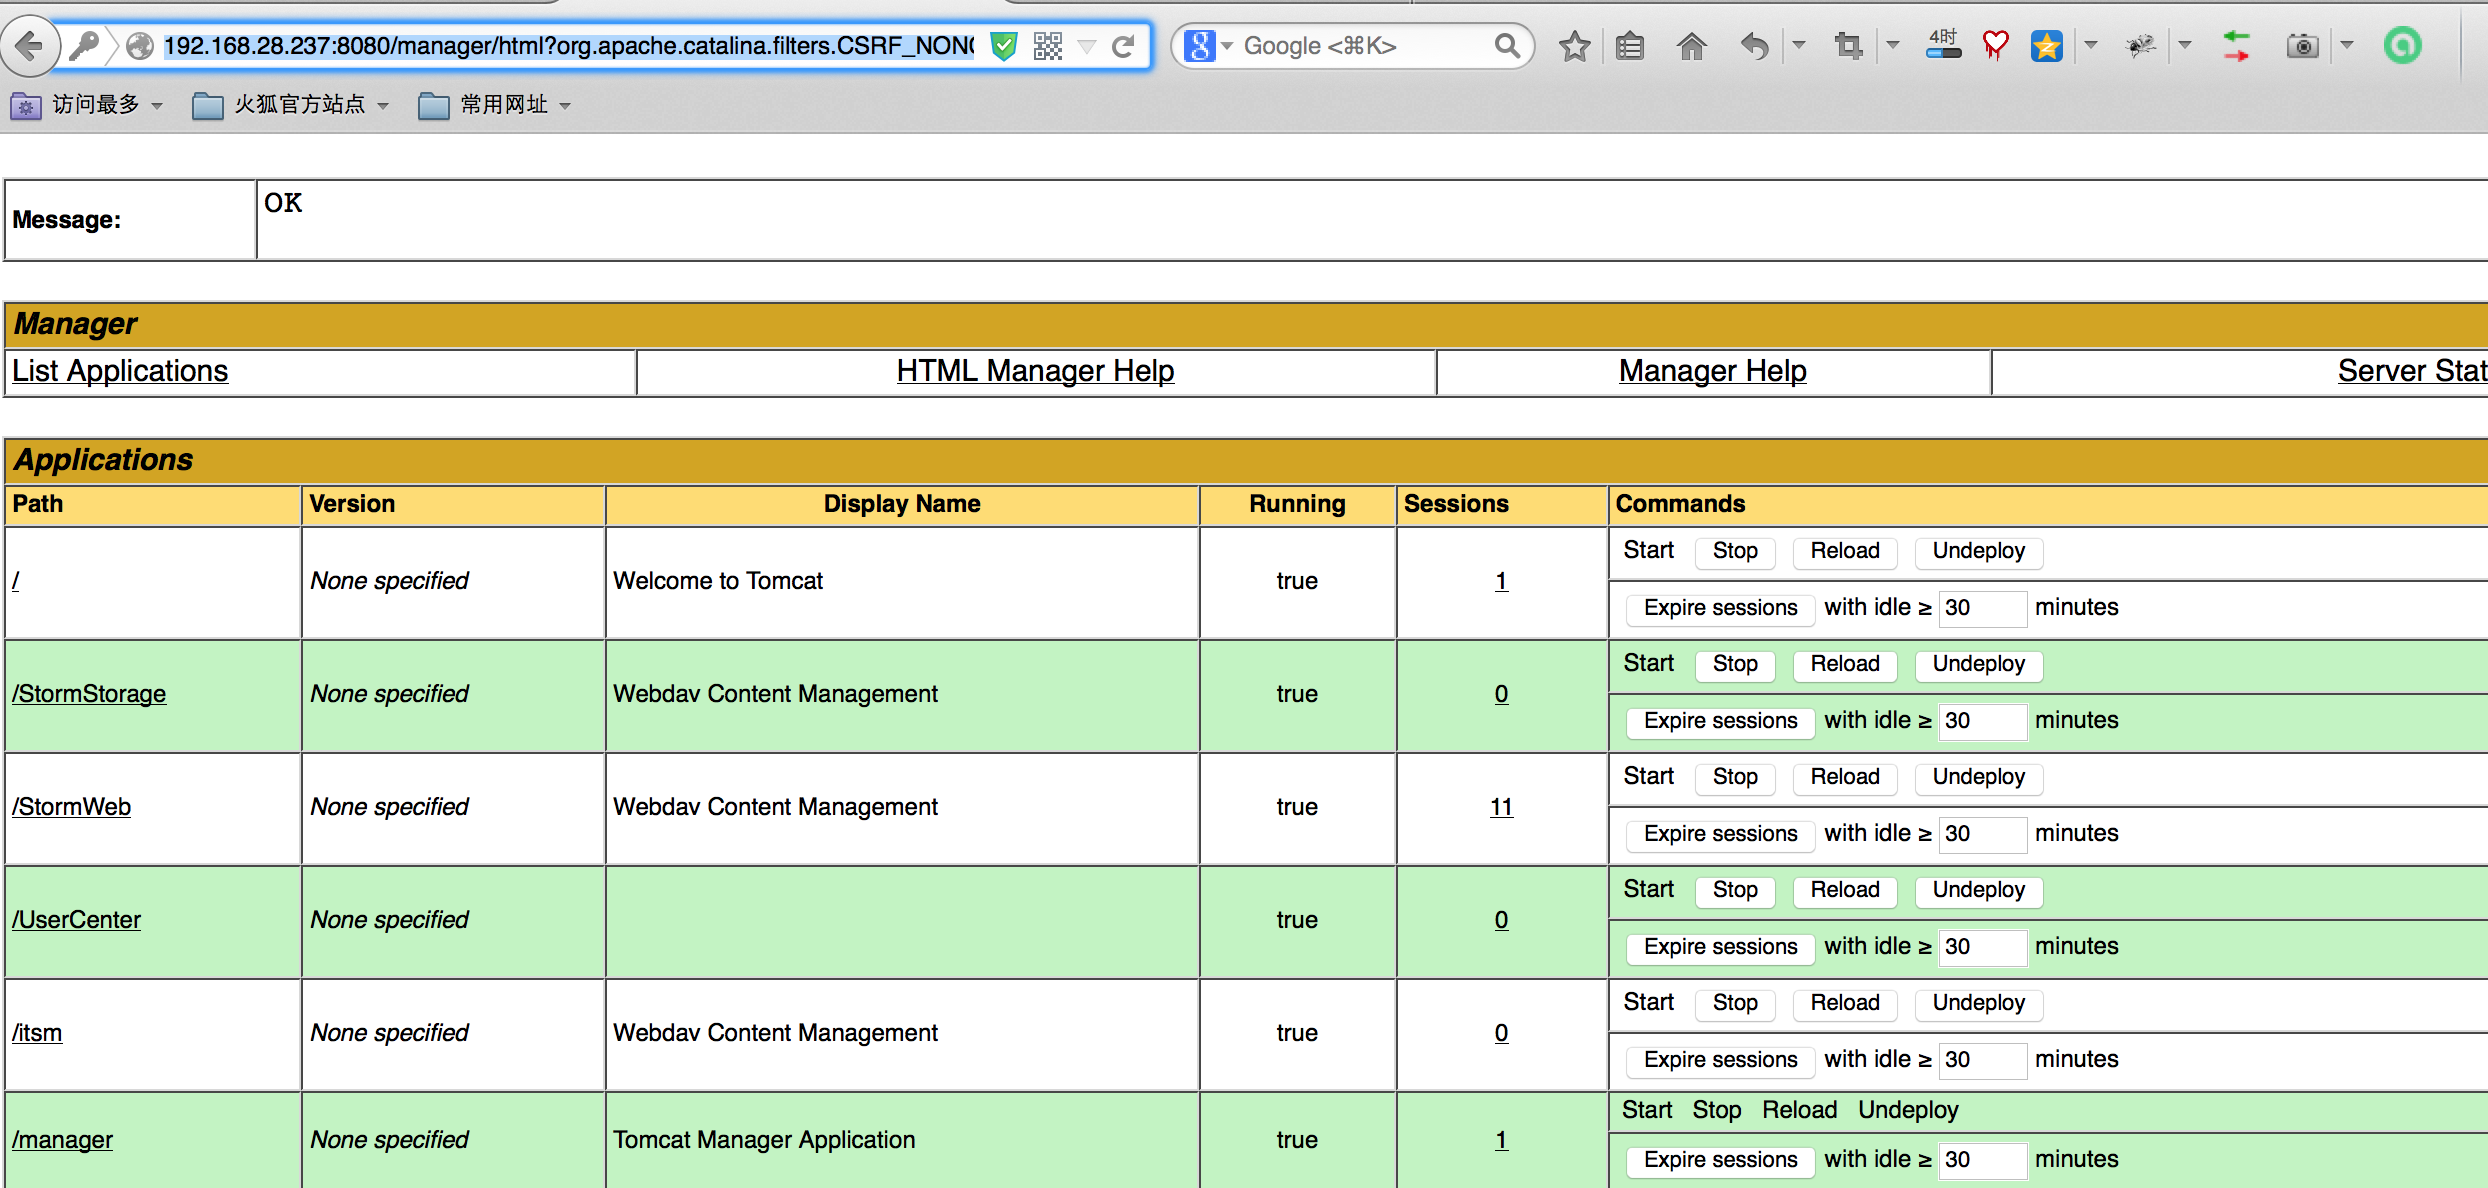 192.168.28.237:8080/manager/html?org.apache.catalina.filters.CSRF_NONC
Google <⌘K>
4时
访问最多 火狐官方站点 常用网址
Message: OK
Manager
List Applications HTML Manager Help Manager Help Server Stat
Applications
Path Version Display Name Running Sessions Commands
/ None specified Welcome to Tomcat true 1 Start Stop Reload Undeploy
Expire sessions with idle ≥ 30 minutes
/StormStorage None specified Webdav Content Management true 0 Start Stop Reload Undeploy
Expire sessions with idle ≥ 30 minutes
/StormWeb None specified Webdav Content Management true 11 Start Stop Reload Undeploy
Expire sessions with idle ≥ 30 minutes
/UserCenter None specified true 0 Start Stop Reload Undeploy
Expire sessions with idle ≥ 30 minutes
/itsm None specified Webdav Content Management true 0 Start Stop Reload Undeploy
Expire sessions with idle ≥ 30 minutes
/manager None specified Tomcat Manager Application true 1 Start Stop Reload Undeploy
Expire sessions with idle ≥ 30 minutes